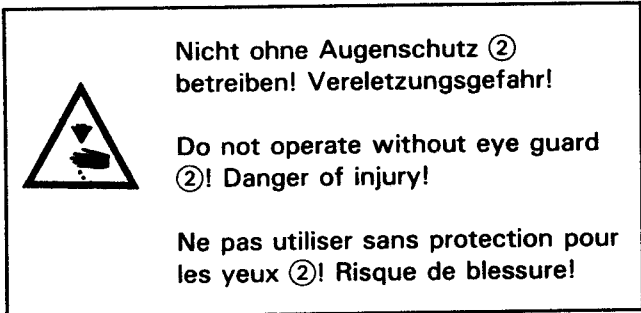 Nicht ohne Augenschutz ②
betreiben! Vereletzungsgefahr!
Do not operate without eye guard
②! Danger of injury!
Ne pas utiliser sans protection pour
les yeux ②! Risque de blessure!